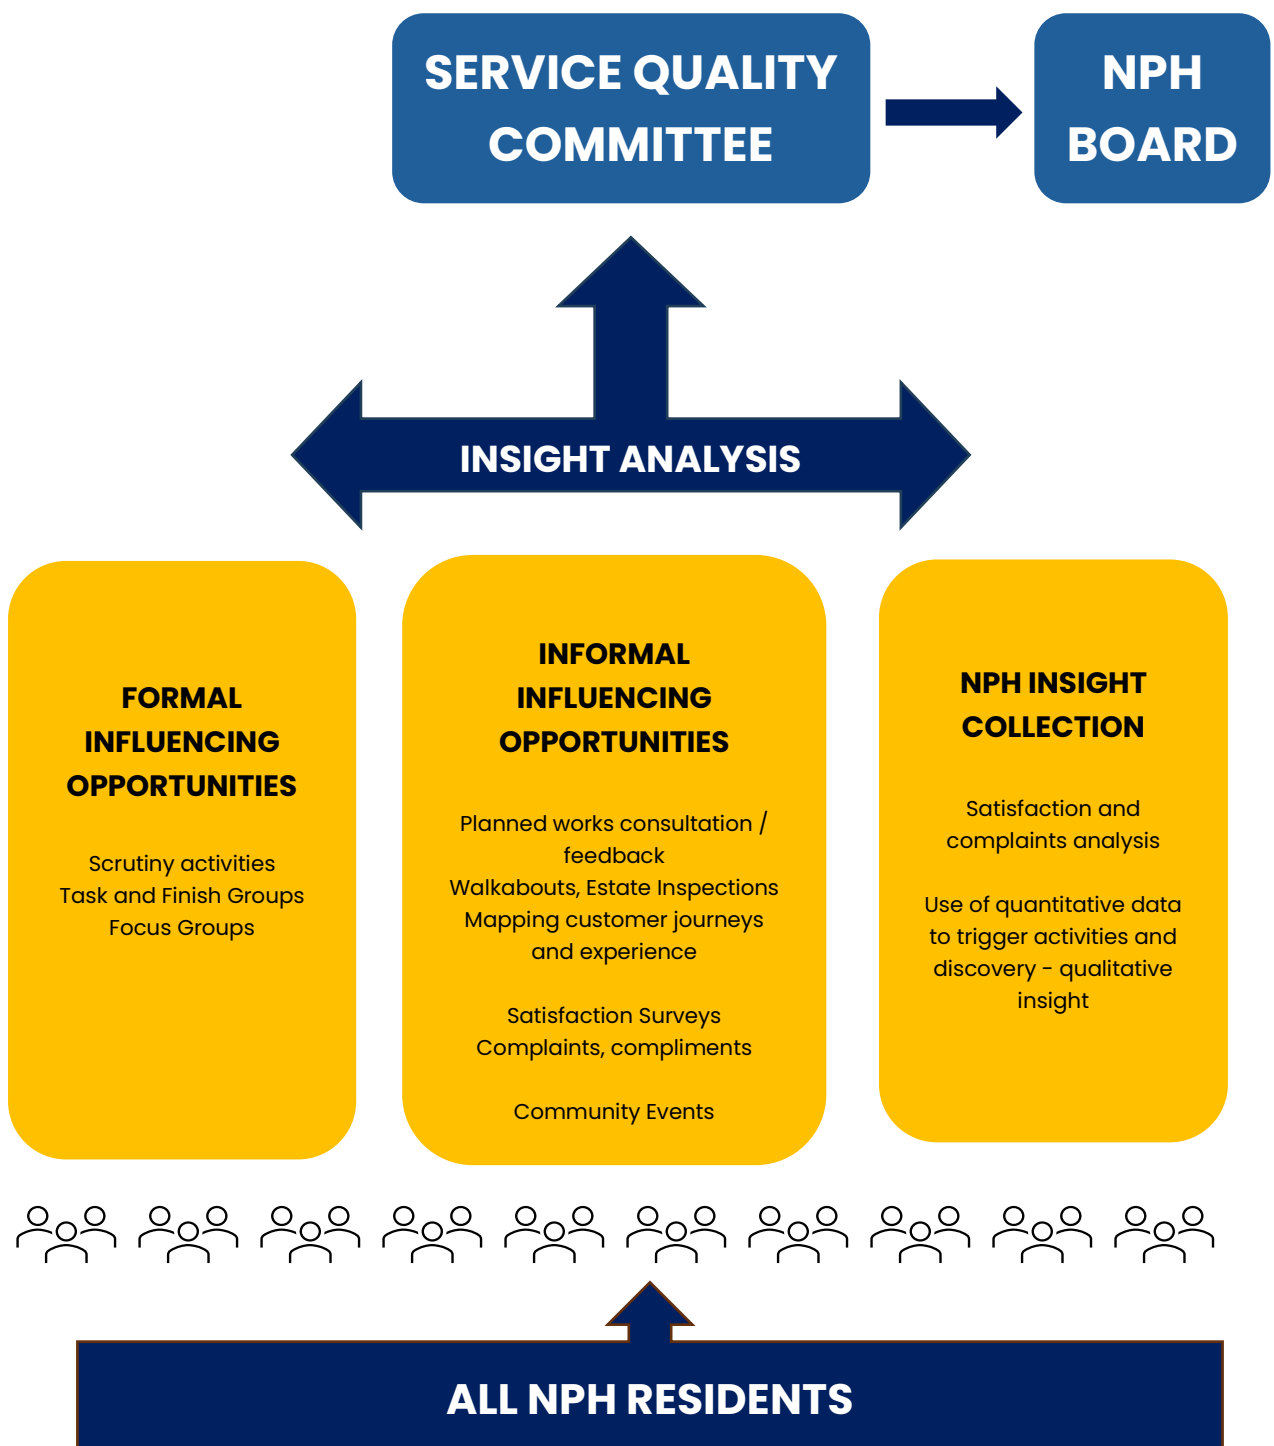 SERVICE QUALITY
COMMITTEE
NPH
BOARD
INSIGHT ANALYSIS
FORMAL
INFLUENCING
OPPORTUNITIES
Scrutiny activities
Task and Finish Groups
Focus Groups
INFORMAL
INFLUENCING
OPPORTUNITIES
Planned works consultation /
feedback
Walkabouts, Estate Inspections
Mapping customer journeys
and experience
Satisfaction Surveys
Complaints, compliments
Community Events
NPH INSIGHT
COLLECTION
Satisfaction and
complaints analysis
Use of quantitative data
to trigger activities and
discovery - qualitative
insight
ALL NPH RESIDENTS